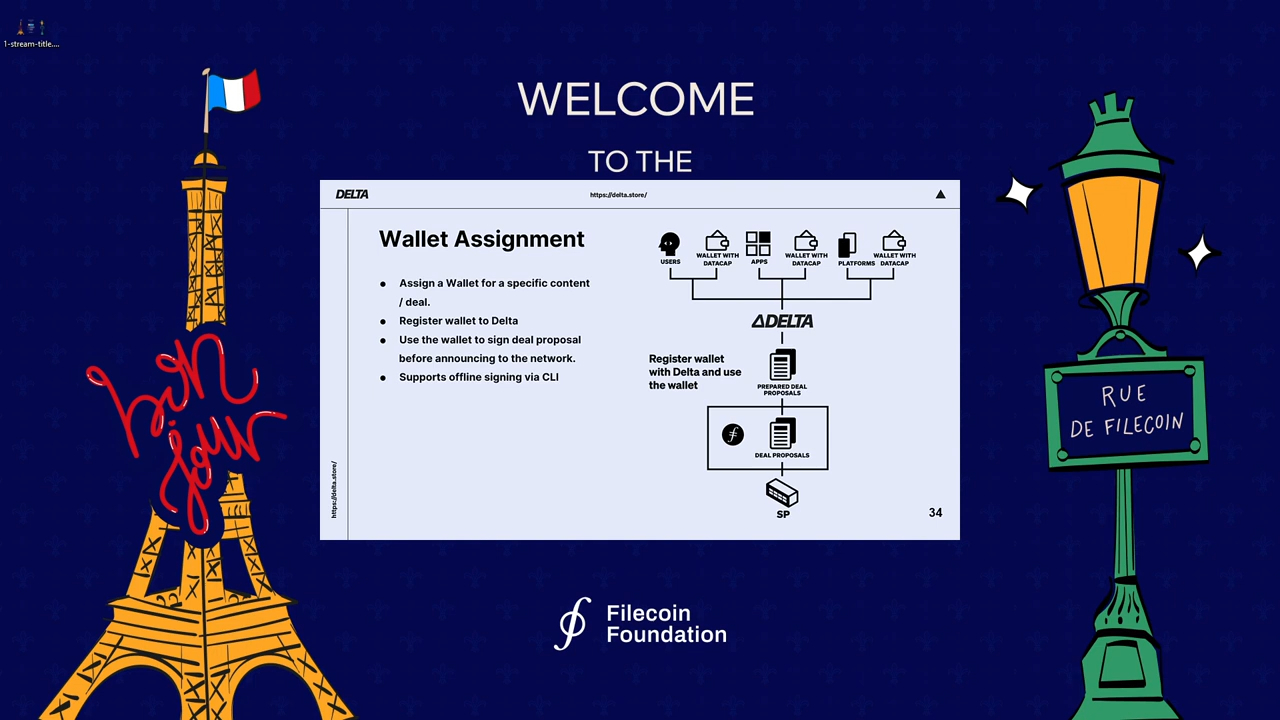 1-stream-title....
WELCOME
TO THE
DELTA
https://delta.store/
Wallet Assignment
● Assign a Wallet for a specific content
/ deal.
● Register wallet to Delta
● Use the wallet to sign deal proposal
before announcing to the network.
● Supports offline signing via CLI
USERS
WALLET WITH
DATACAP
APPS
WALLET WITH
DATACAP
PLATFORMS
WALLET WITH
DATACAP
ΔDELTA
Register wallet
with Delta and use
the wallet
PREPARED DEAL
PROPOSALS
DEAL PROPOSALS
SP
https://delta.store/
34
bon
jour
RUE
DE FILECOIN
Filecoin
Foundation